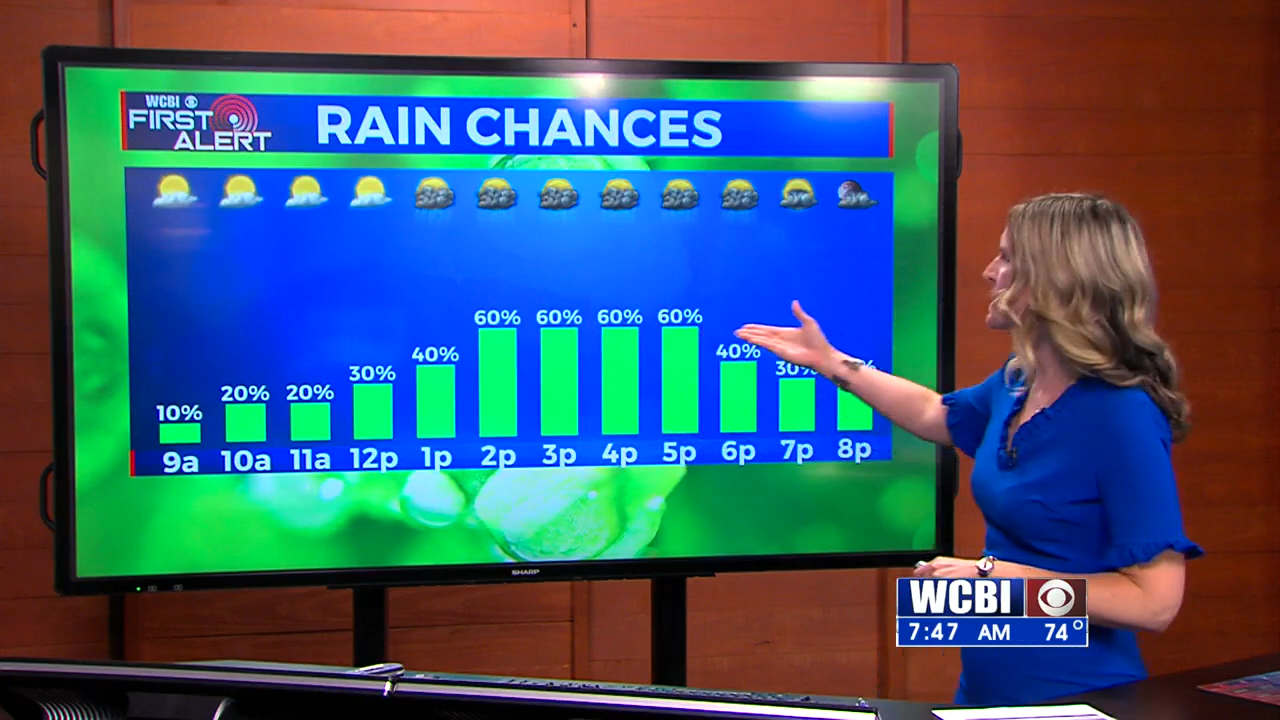 WCBI
FIRST
ALERT
RAIN CHANCES
10% 20% 20% 30% 40% 60% 60% 60% 60% 40% 30%
9a 10a 11a 12p 1p 2p 3p 4p 5p 6p 7p 8p
SHARP
WCBI
7:47 AM 74°